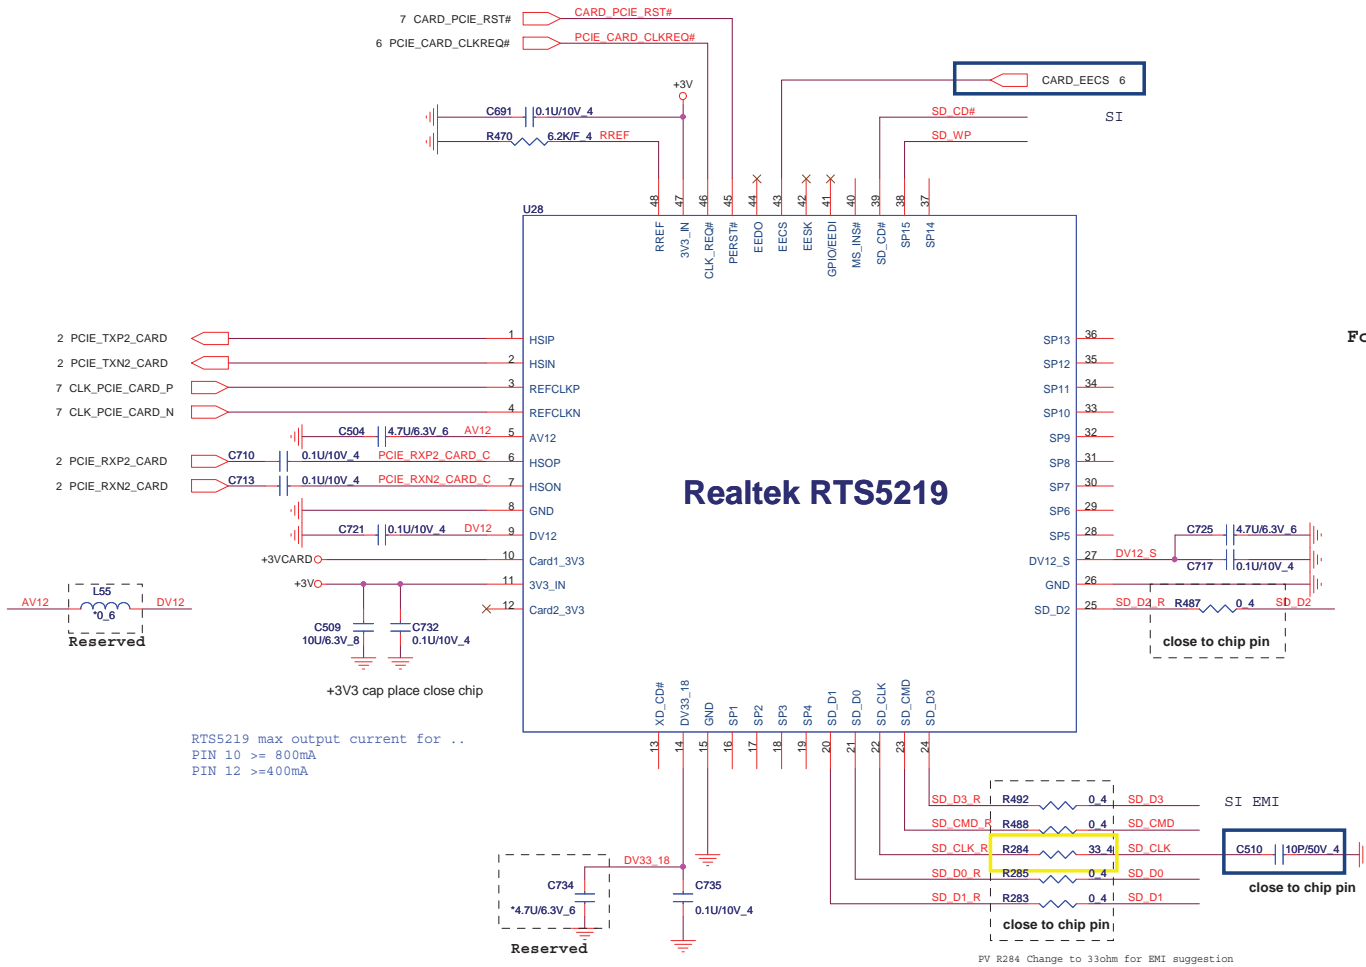 7 CARD_PCIE_RST#
CARD_PCIE_RST#
6 PCIE_CARD_CLKREQ#
PCIE_CARD_CLKREQ#
+3V
CARD_EECS 6
SI
C691 0.1U/10V_4
R470 6.2K/F_4 RREF
SD_CD#
SD_WP
48 47 46 45 44 43 42 41 40 39 38 37
U28
RREF
3V3_IN
CLK_REQ#
PERST#
EEDO
EECS
EESK
GPIO/EEDI
MS_INS#
SD_CD#
SP15
SP14
Realtek RTS5219
2 PCIE_TXP2_CARD 1 HSIP
2 PCIE_TXN2_CARD 2 HSIN
7 CLK_PCIE_CARD_P 3 REFCLKP
7 CLK_PCIE_CARD_N 4 REFCLKN
C504 4.7U/6.3V_6 AV12 5 AV12
2 PCIE_RXP2_CARD C710 0.1U/10V_4 PCIE_RXP2_CARD_C 6 HSOP
2 PCIE_RXN2_CARD C713 0.1U/10V_4 PCIE_RXN2_CARD_C 7 HSON
8 GND
C721 0.1U/10V_4 DV12 9 DV12
+3VCARD 10 Card1_3V3
+3V 11 3V3_IN
12 Card2_3V3
SP13 36
SP12 35
SP11 34
SP10 33
SP9 32
SP8 31
SP7 30
SP6 29
SP5 28
DV12_S 27 DV12_S
GND 26
SD_D2 25 SD_D2_R R487 0_4 SD_D2
C725 4.7U/6.3V_6
C717 0.1U/10V_4
close to chip pin
Fo
L55
AV12 DV12
*0_6
Reserved
C509
10U/6.3V_8
C732
0.1U/10V_4
+3V3 cap place close chip
RTS5219 max output current for ..
PIN 10 >= 800mA
PIN 12 >=400mA
XD_CD#
DV33_18
GND
SP1
SP2
SP3
SP4
SD_D1
SD_D0
SD_CLK
SD_CMD
SD_D3
13 14 15 16 17 18 19 20 21 22 23 24
SD_D3_R R492 0_4 SD_D3
SI EMI
SD_CMD_R R488 0_4 SD_CMD
SD_CLK_R R284 33_4 SD_CLK
C510 10P/50V_4
SD_D0_R R285 0_4 SD_D0
SD_D1_R R283 0_4 SD_D1
close to chip pin
close to chip pin
DV33_18
C734
*4.7U/6.3V_6
C735
0.1U/10V_4
Reserved
PV R284 Change to 33ohm for EMI suggestion